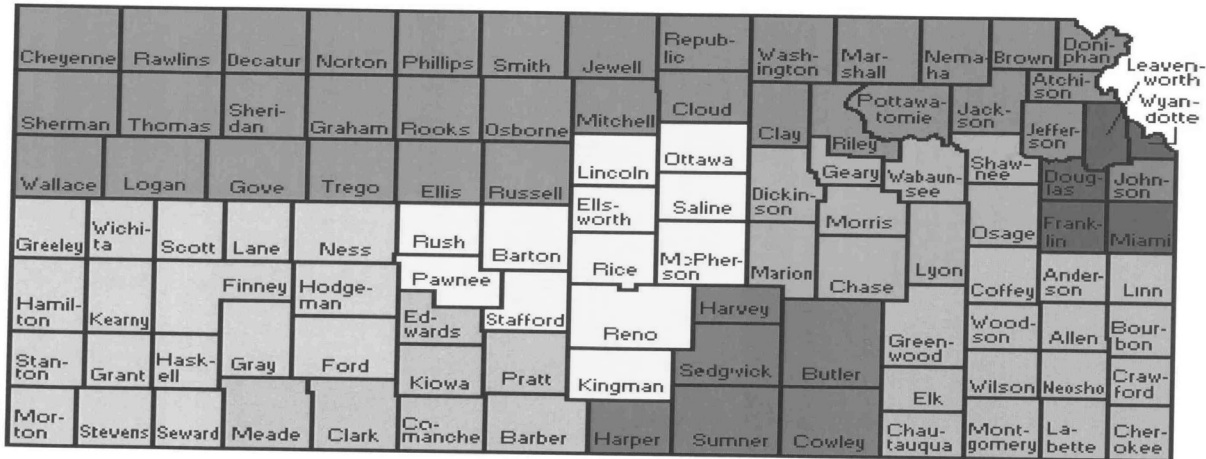 Cheyenne
Rawlins
Decatur
Norton
Phillips
Smith
Jewell
Repub-
lic
Wash-
ington
Mar-
shall
Nema-
ha
Brown
Doni-
phan
Leaven-
worth
Wyan-
dotte
Sherman
Thomas
Sheri-
dan
Graham
Rooks
Osborne
Mitchell
Cloud
Clay
Riley
Pottawa-
tomie
Jack-
son
Atchi-
son
Jeffer-
son
Wallace
Logan
Gove
Trego
Ellis
Russell
Lincoln
Ottawa
Dickin-
son
Geary
Wabaun-
see
Shaw-
nee
Doug-
las
John-
son
Greeley
Wichi-
ta
Scott
Lane
Ness
Rush
Barton
Ells-
worth
Saline
Morris
Osage
Frank-
lin
Miami
Hamil-
ton
Kearny
Finney
Hodge-
man
Pawnee
Rice
McPher-
son
Marion
Chase
Lyon
Coffey
Ander-
son
Linn
Stan-
ton
Grant
Hask-
ell
Gray
Ford
Ed-
wards
Stafford
Reno
Harvey
Butler
Green-
wood
Wood-
son
Allen
Bour-
bon
Kiowa
Pratt
Kingman
Sedgwick
Elk
Wilson
Neosho
Craw-
ford
Mor-
ton
Stevens
Seward
Meade
Clark
Co-
manche
Barber
Harper
Sumner
Cowley
Chau-
tauqua
Mont-
gomery
La-
bette
Cher-
okee